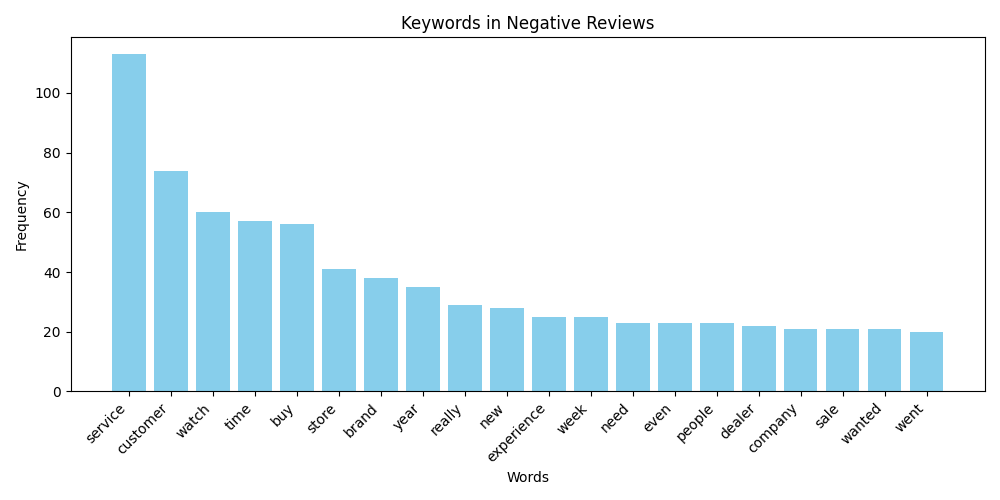 Keywords in Negative Reviews
Frequency
100
80
60
40
20
0
service
customer
watch
time
buy
store
brand
year
really
new
experience
week
need
even
people
dealer
company
sale
wanted
went
Words